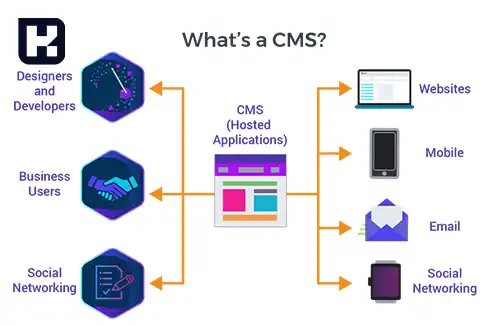 What's a CMS?
Designers
and
Developers
Business
Users
Social
Networking
CMS
(Hosted
Applications)
Websites
Mobile
Email
Social
Networking